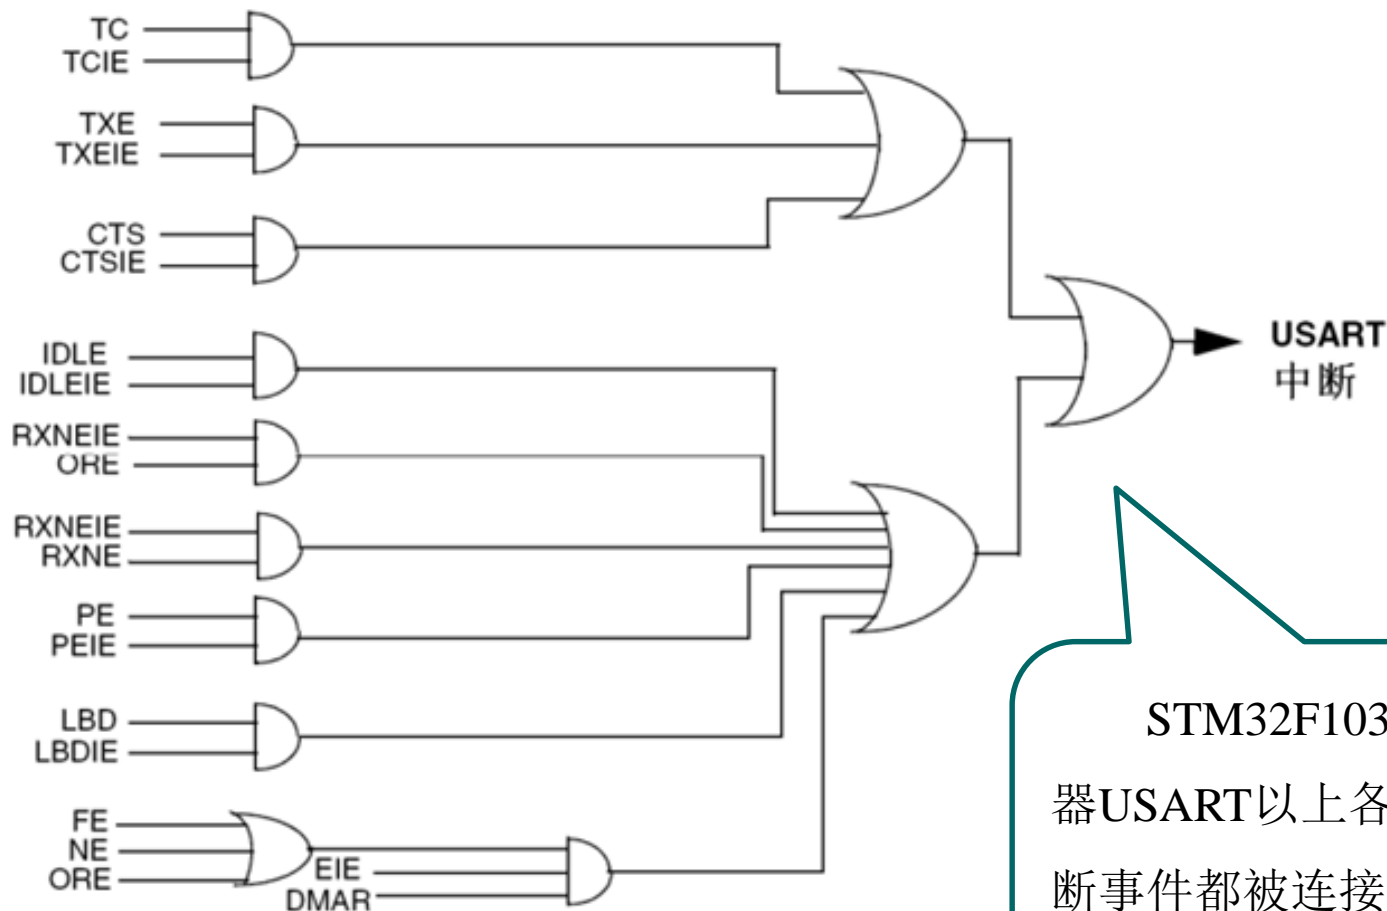 TC
TCIE
TXE
TXEIE
CTS
CTSIE
IDLE
IDLEIE
RXNEIE
ORE
RXNEIE
RXNE
PE
PEIE
LBD
LBDIE
FE
NE
ORE
EIE
DMAR
USART
中断
STM32F103
器USART以上各
断事件都被连接